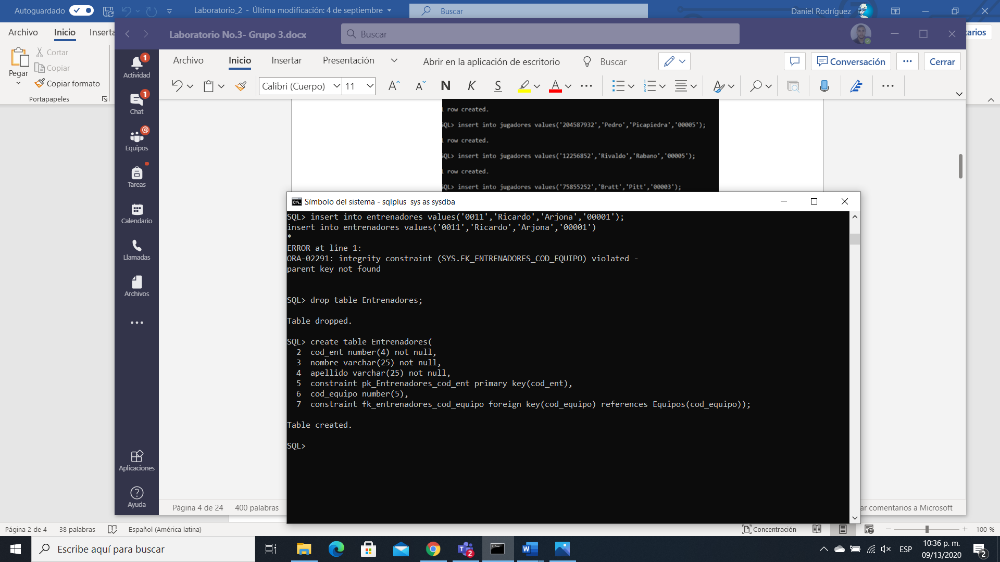 Autoguardado
Laboratorio_2 - Última modificación: 4 de septiembre
Buscar
Daniel Rodríguez
Archivo
Inicio
Inserta
Cortar
Copiar
Copiar formato
Pegar
Portapapeles
arios
Laboratorio No.3- Grupo 3.docx
Buscar
1
Actividad
1
Chat
@
Equipos
Tareas
Calendario
Llamadas
Archivos
Aplicaciones
Ayuda
Archivo
Inicio
Insertar
Presentación
Abrir en la aplicación de escritorio
Buscar
Conversación
Cerrar
Calibri (Cuerpo)
11
A
A
N
K
S
A
row created.
SQL> insert into jugadores values('204587932','Pedro','Picapiedra','00005');
row created.
SQL> insert into jugadores values('12256852','Rivaldo','Rabano','00005');
row created.
SQL> insert into jugadores values('75855252','Bratt','Pitt','00003');
Símbolo del sistema - sqlplus sys as sysdba
SQL> insert into entrenadores values('0011','Ricardo','Arjona','00001');
insert into entrenadores values('0011','Ricardo','Arjona','00001')
*
ERROR at line 1:
ORA-02291: integrity constraint (SYS.FK_ENTRENADORES_COD_EQUIPO) violated -
parent key not found
SQL> drop table Entrenadores;
Table dropped.
SQL> create table Entrenadores(
2 cod_ent number(4) not null,
3 nombre varchar(25) not null,
4 apellido varchar(25) not null,
5 constraint pk_Entrenadores_cod_ent primary key(cod_ent),
6 cod_equipo number(5),
7 constraint fk_entrenadores_cod_equipo foreign key(cod_equipo) references Equipos(cod_equipo));
Table created.
SQL>
Página 4 de 24 400 palabras
ar comentarios a Microsoft
Página 2 de 4 38 palabras Español (América latina)
Concentración
100 %
Escribe aquí para buscar
2
ESP
10:36 p. m.
09/13/2020
2